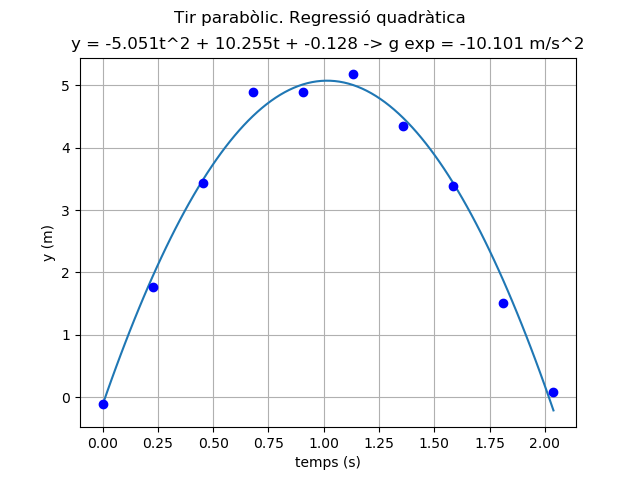 Tir parabòlic. Regressió quadràtica
y = -5.051t^2 + 10.255t + -0.128 -> g exp = -10.101 m/s^2
5
4
3
2
1
0
y (m)
0.00 0.25 0.50 0.75 1.00 1.25 1.50 1.75 2.00
temps (s)